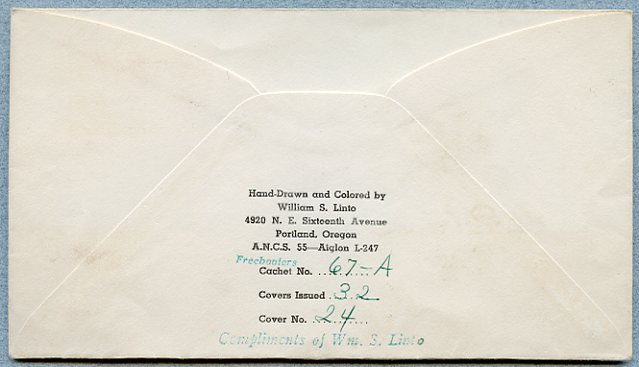 Hand-Drawn and Colored by
William S. Linto
4920 N. E. Sixteenth Avenue
Portland, Oregon
A.N.C.S. 55—Aiglon L-247
Freebooters
Cachet No. ..67-A
Covers Issued .32
Cover No. .24.....
Compliments of Wm. S. Linto